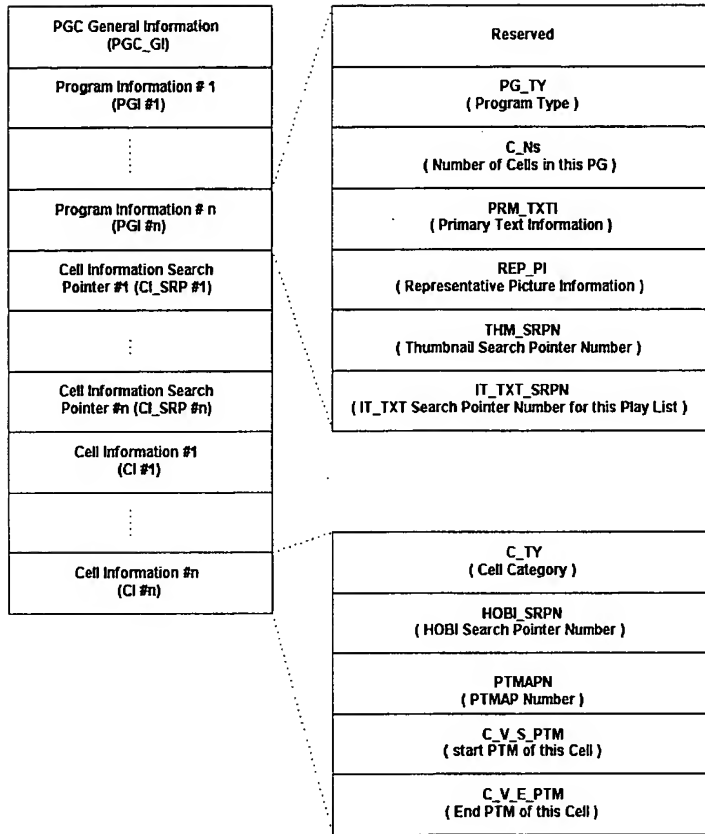 PGC General Information
(PGC_GI)
Program Information # 1
(PGI #1)
Program Information # n
(PGI #n)
Cell Information Search
Pointer #1 (CI_SRP #1)
Cell Information Search
Pointer #n (CI_SRP #n)
Cell Information #1
(CI #1)
Cell Information #n
(CI #n)
Reserved
PG_TY
( Program Type )
C_Ns
( Number of Cells in this PG )
PRM_TXTI
( Primary Text Information )
REP_PI
( Representative Picture Information )
THM_SRPN
( Thumbnail Search Pointer Number )
IT_TXT_SRPN
( IT_TXT Search Pointer Number for this Play List )
C_TY
( Cell Category )
HOBI_SRPN
( HOBI Search Pointer Number )
PTMAPN
( PTMAP Number )
C_V_S_PTM
( start PTM of this Cell )
C_V_E_PTM
( End PTM of this Cell )